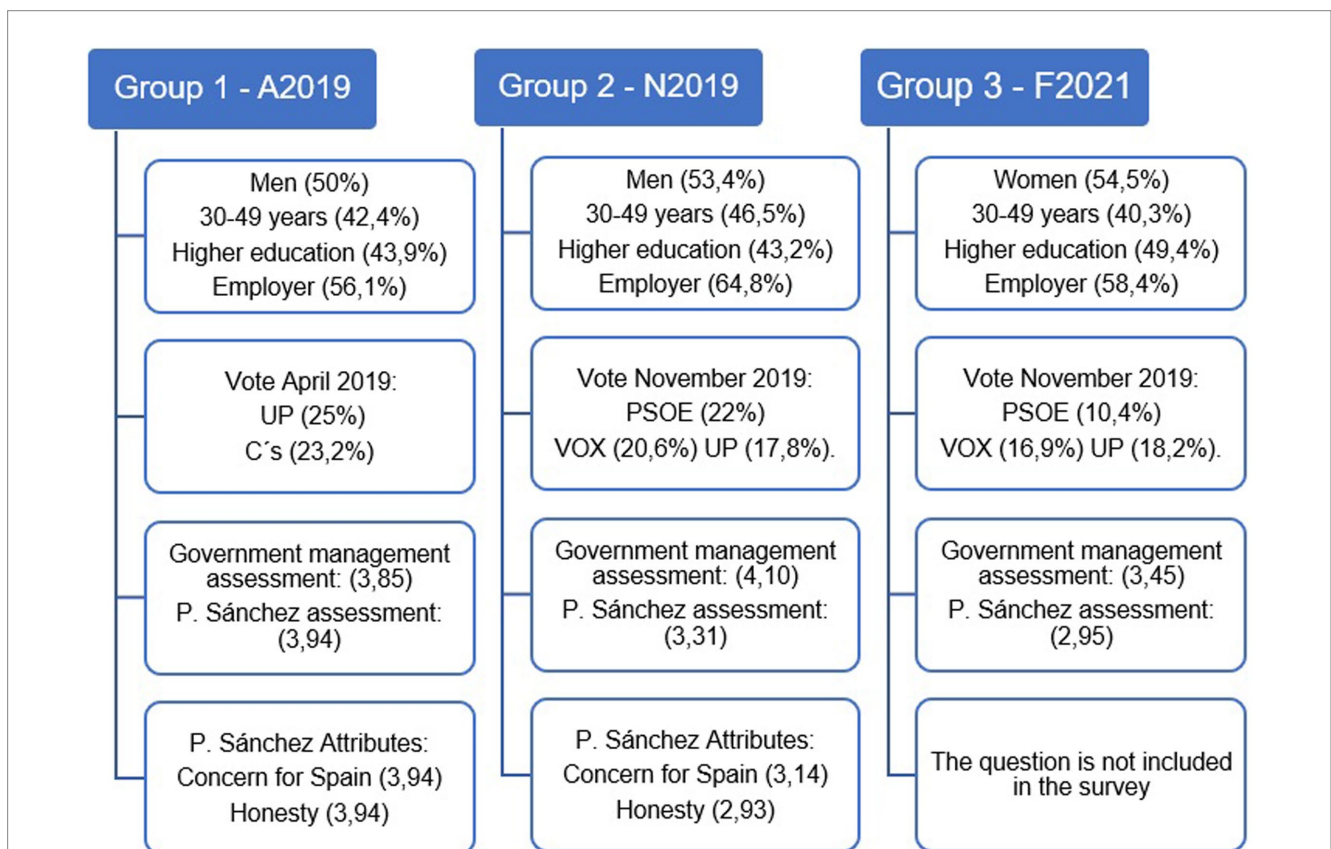 Group 1 - A2019
Men (50%)
30-49 years (42,4%)
Higher education (43,9%)
Employer (56,1%)
Vote April 2019:
UP (25%)
C´s (23,2%)
Government management
assessment: (3,85)
P. Sánchez assessment:
(3,94)
P. Sánchez Attributes:
Concern for Spain (3,94)
Honesty (3,94)
Group 2 - N2019
Men (53,4%)
30-49 years (46,5%)
Higher education (43,2%)
Employer (64,8%)
Vote November 2019:
PSOE (22%)
VOX (20,6%) UP (17,8%).
Government management
assessment: (4,10)
P. Sánchez assessment:
(3,31)
P. Sánchez Attributes:
Concern for Spain (3,14)
Honesty (2,93)
Group 3 - F2021
Women (54,5%)
30-49 years (40,3%)
Higher education (49,4%)
Employer (58,4%)
Vote November 2019:
PSOE (10,4%)
VOX (16,9%) UP (18,2%).
Government management
assessment: (3,45)
P. Sánchez assessment:
(2,95)
The question is not included
in the survey